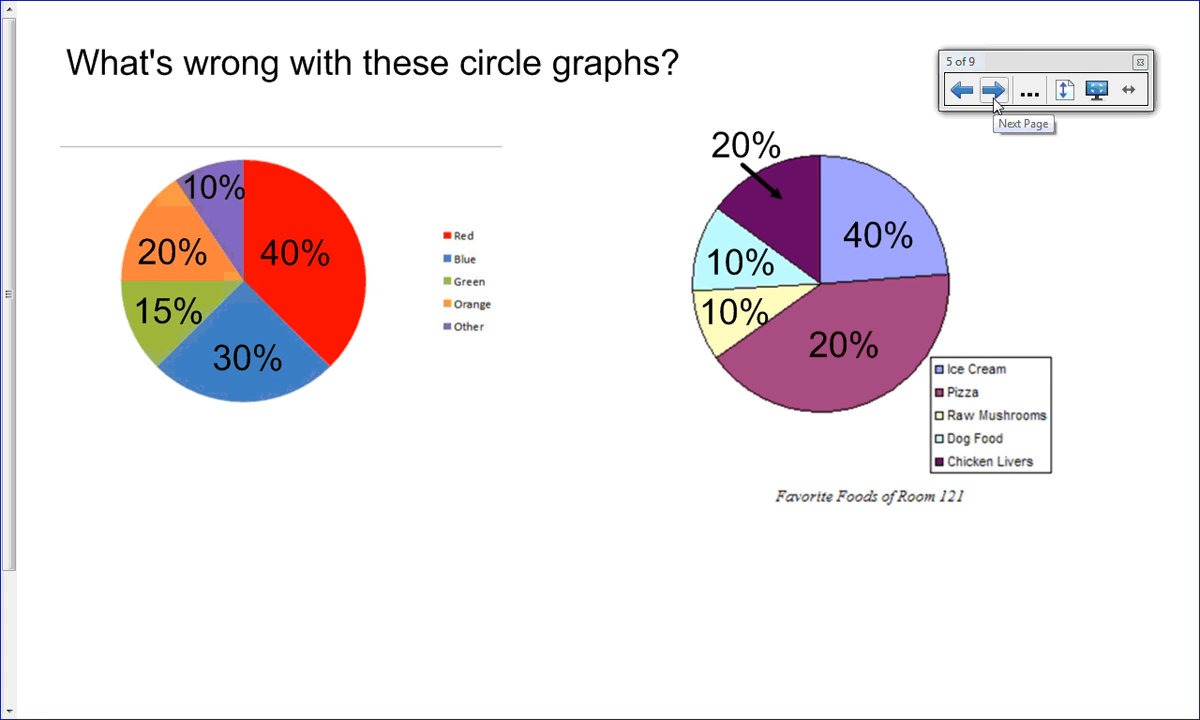 What's wrong with these circle graphs?
5 of 9
Next Page
10%
40%
20%
15%
30%
Red
Blue
Green
Orange
Other
20%
40%
10%
10%
20%
Ice Cream
Pizza
Raw Mushrooms
Dog Food
Chicken Livers
Favorite Foods of Room 121